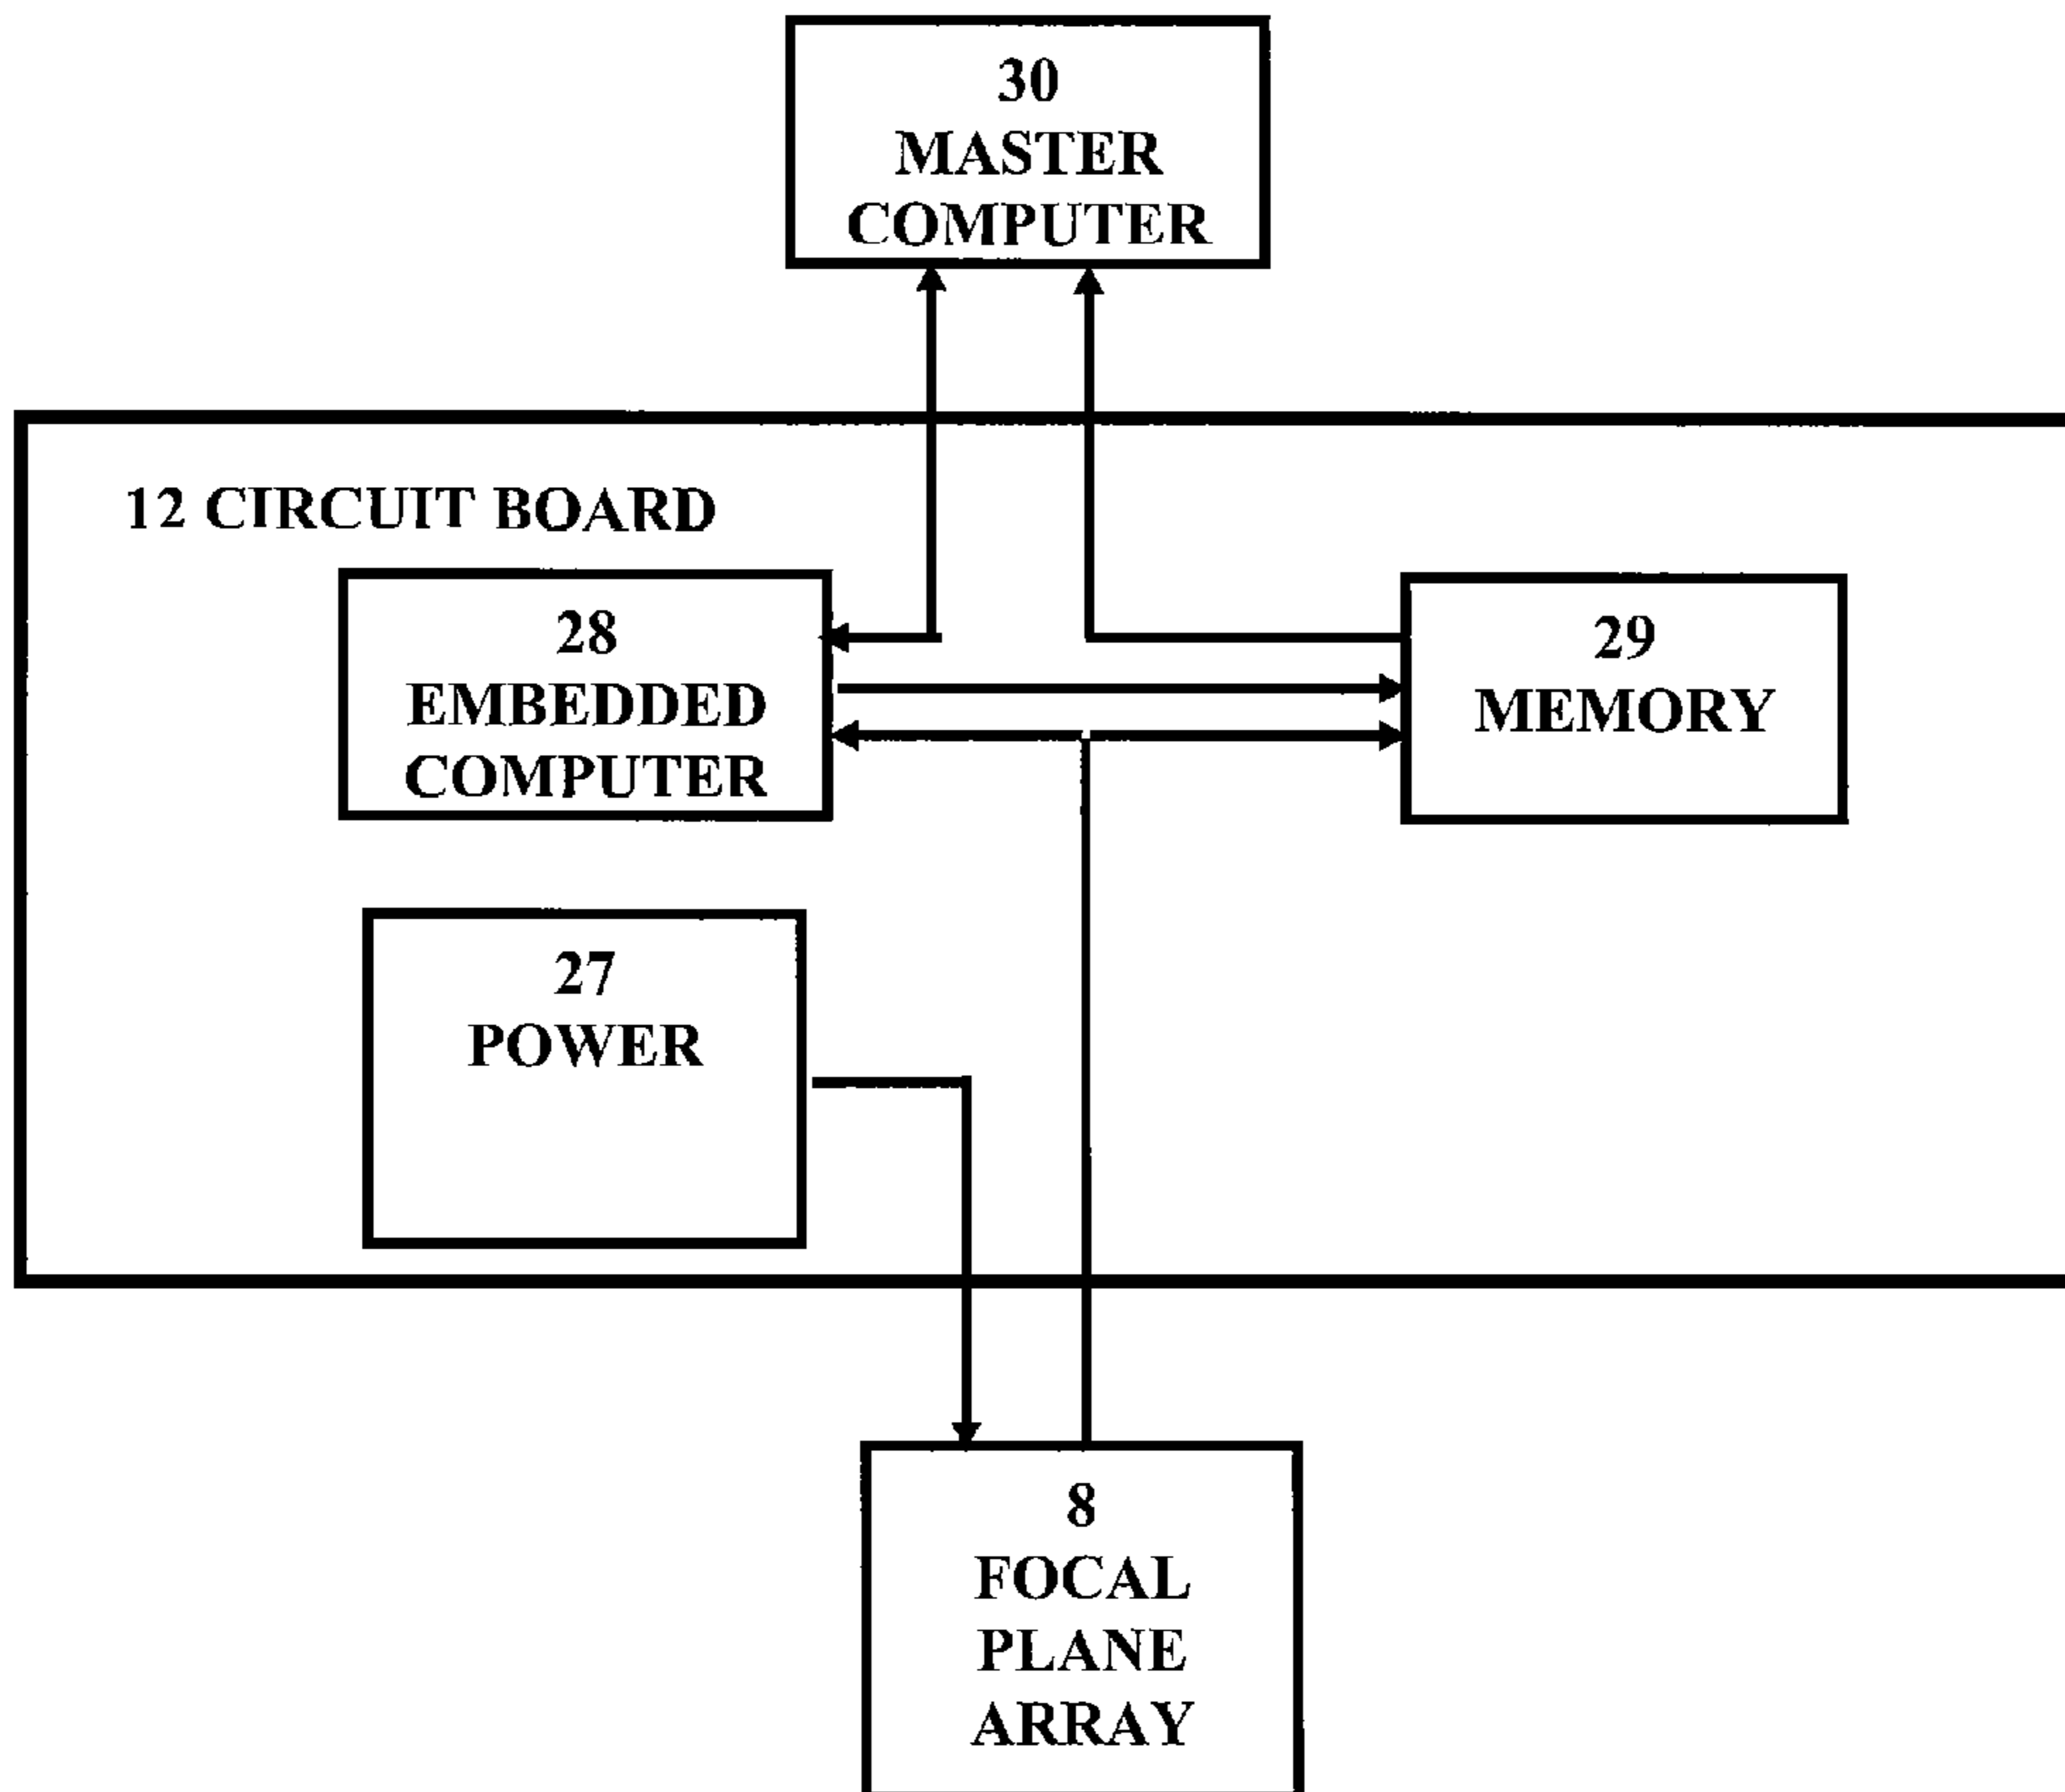 30
MASTER
COMPUTER
12 CIRCUIT BOARD
28
EMBEDDED
COMPUTER
29
MEMORY
27
POWER
8
FOCAL
PLANE
ARRAY